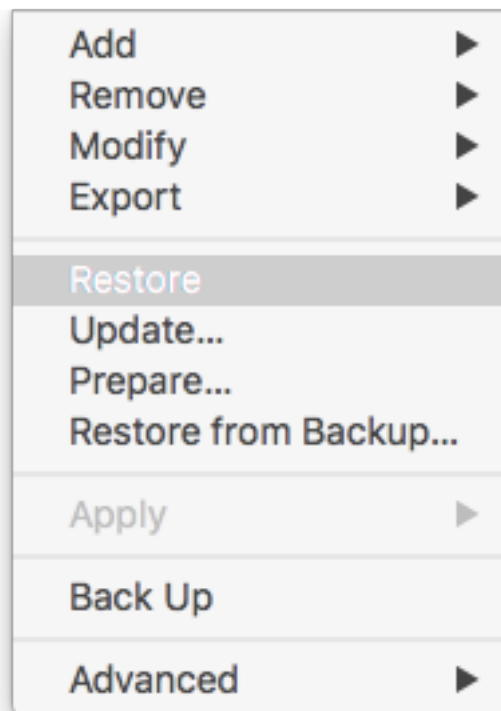 Add
Remove
Modify
Export
Restore
Update...
Prepare...
Restore from Backup...
Apply
Back Up
Advanced